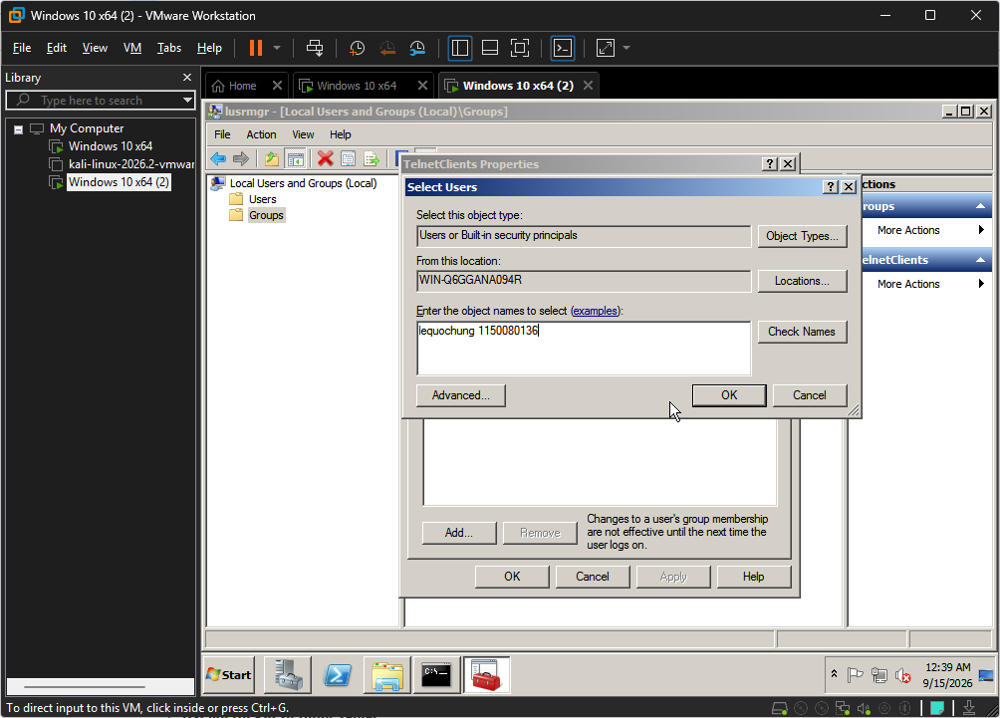 Windows 10 x64 (2) - VMware Workstation
File Edit View VM Tabs Help
Library
Type here to search
My Computer
Windows 10 x64
kali-linux-2026.2-vmwar
Windows 10 x64 (2)
Home
Windows 10 x64
Windows 10 x64 (2)
lusrmgr - [Local Users and Groups (Local)\Groups]
File Action View Help
Local Users and Groups (Local)
Users
Groups
TelnetClients Properties
Select Users
Select this object type:
Users or Built-in security principals
Object Types...
From this location:
WIN-Q6GGANA094R
Locations...
Enter the object names to select (examples):
lequochung 1150080136
Check Names
Advanced...
OK
Cancel
Add...
Remove
Changes to a user's group membership
are not effective until the next time the
user logs on.
OK
Cancel
Apply
Help
ctions
roups
More Actions
elnetClients
More Actions
Start
C:\
12:39 AM
9/15/2026
To direct input to this VM, click inside or press Ctrl+G.